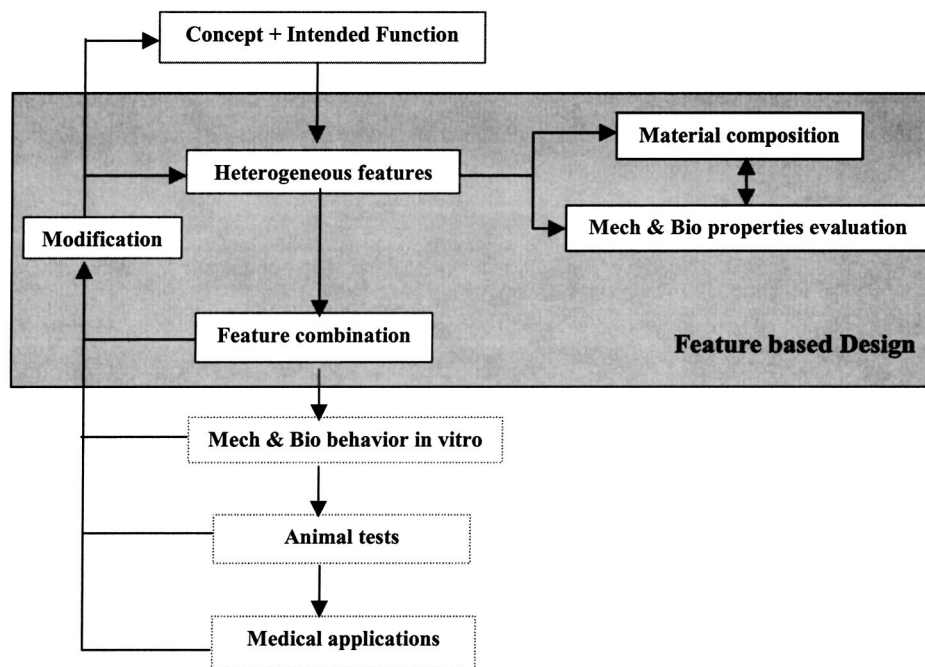 Concept + Intended Function
Material composition
Heterogeneous features
Mech & Bio properties evaluation
Modification
Feature combination
Feature based Design
Mech & Bio behavior in vitro
Animal tests
Medical applications